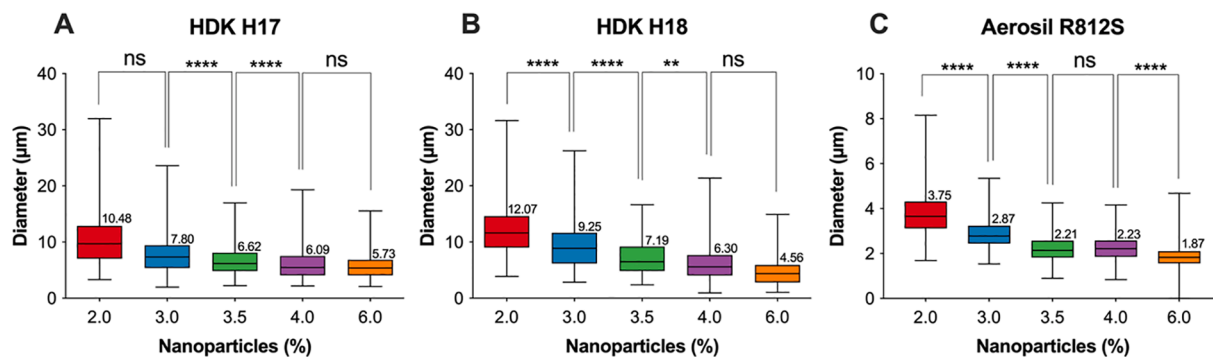 A HDK H17
ns **** **** ns
Diameter (µm)
40
30
20
10
0
10.48 7.80 6.62 6.09 5.73
2.0 3.0 3.5 4.0 6.0
Nanoparticles (%)
B HDK H18
**** **** ** ns
Diameter (µm)
40
30
20
10
0
12.07 9.25 7.19 6.30 4.56
2.0 3.0 3.5 4.0 6.0
Nanoparticles (%)
C Aerosil R812S
**** **** ns ****
Diameter (µm)
10
8
6
4
2
0
3.75 2.87 2.21 2.23 1.87
2.0 3.0 3.5 4.0 6.0
Nanoparticles (%)